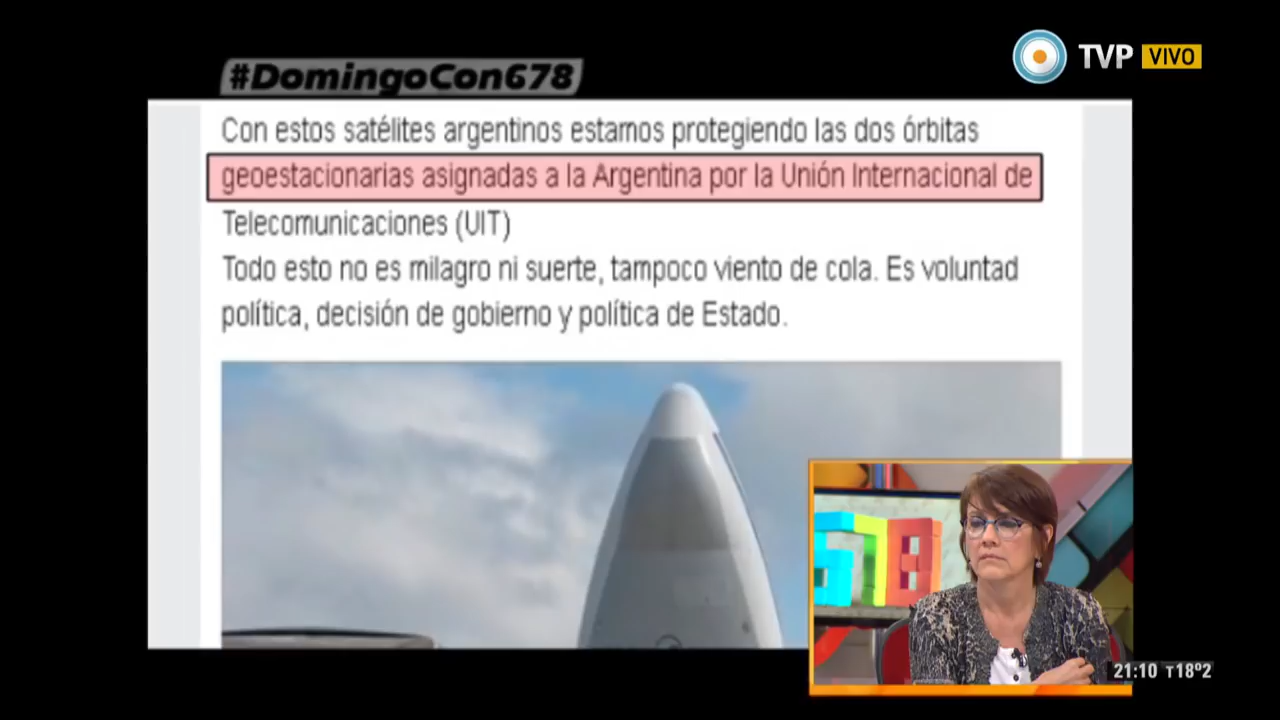 #DomingoCon678
TVP VIVO
Con estos satélites argentinos estamos protegiendo las dos órbitas
geoestacionarias asignadas a la Argentina por la Unión Internacional de
Telecomunicaciones (UIT)
Todo esto no es milagro ni suerte, tampoco viento de cola. Es voluntad
política, decisión de gobierno y política de Estado.
678
21:10 T18º2